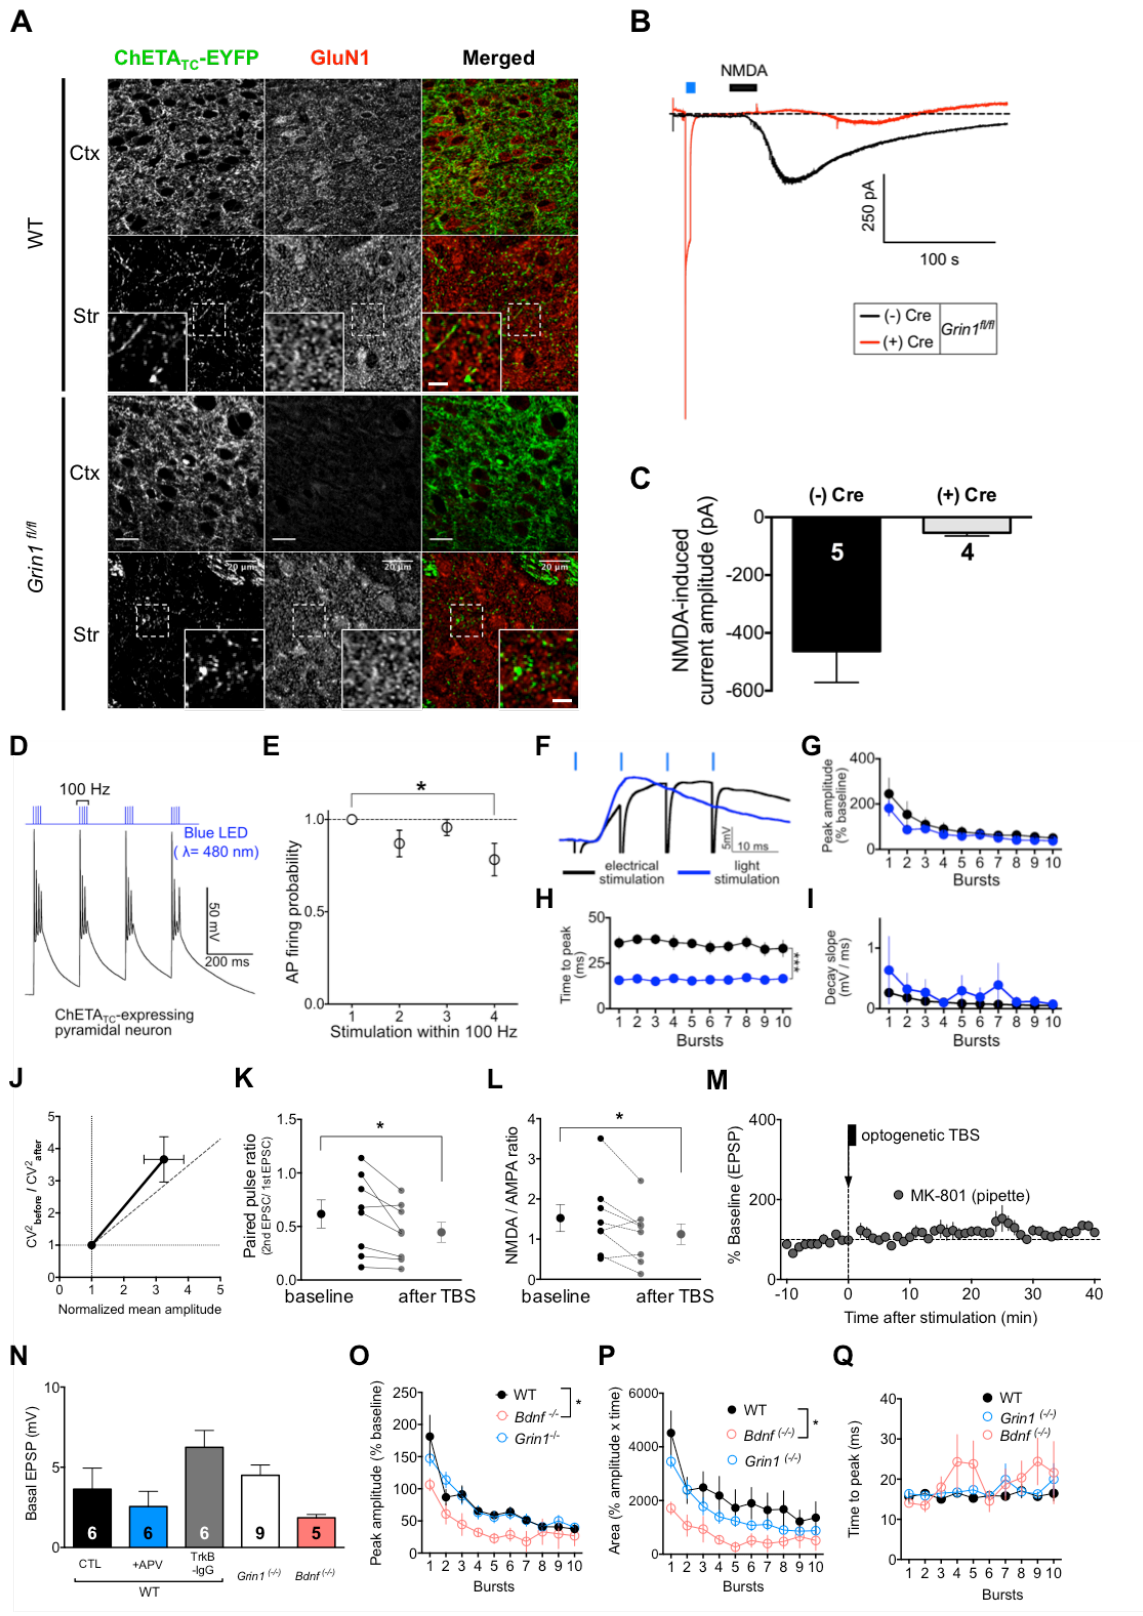 A
ChETATC-EYFP GluN1 Merged
WT
Ctx
Str
Grin1 fl/fl
Ctx
Str
20 µm 20 µm
B
NMDA
250 pA
100 s
(-) Cre
(+) Cre
Grin1fl/fl
C
(-) Cre (+) Cre
NMDA-induced
current amplitude (pA)
0
-200
-400
-600
5 4
D
100 Hz
Blue LED
( λ= 480 nm)
50 mV
200 ms
ChETATC-expressing
pyramidal neuron
E
*
AP firing probability
1.0
0.5
0.0
1 2 3 4
Stimulation within 100 Hz
F
5mV
10 ms
electrical
stimulation
light
stimulation
G
Peak amplitude
(% baseline)
400
200
0
1 2 3 4 5 6 7 8 9 10
Bursts
H
Time to peak
(ms)
50
25
0
***
1 2 3 4 5 6 7 8 9 10
Bursts
I
Decay slope
(mV / ms)
1
0
1 2 3 4 5 6 7 8 9 10
Bursts
J
CV2before / CV2after
5
4
3
2
1
0
0 1 2 3 4 5
Normalized mean amplitude
K
*
Paired pulse ratio
(2nd EPSC/ 1st EPSC)
1.5
1.0
0.5
0.0
baseline after TBS
L
*
NMDA / AMPA ratio
4
3
2
1
0
baseline after TBS
M
% Baseline (EPSP)
400
200
0
optogenetic TBS
MK-801 (pipette)
-10 0 10 20 30 40
Time after stimulation (min)
N
Basal EPSP (mV)
10
5
0
6 6 6 9 5
CTL +APV TrkB
-IgG
Grin1 (-/-) Bdnf (-/-)
WT
O
Peak amplitude (% baseline)
250
200
150
100
50
0
WT
Bdnf -/-
Grin1-/-
*
1 2 3 4 5 6 7 8 9 10
Bursts
P
Area (% amplitude x time)
6000
4000
2000
0
WT
Bdnf (-/-)
Grin1 (-/-)
*
1 2 3 4 5 6 7 8 9 10
Bursts
Q
Time to peak (ms)
40
30
20
10
0
WT
Grin1 (-/-)
Bdnf (-/-)
1 2 3 4 5 6 7 8 9 10
Bursts